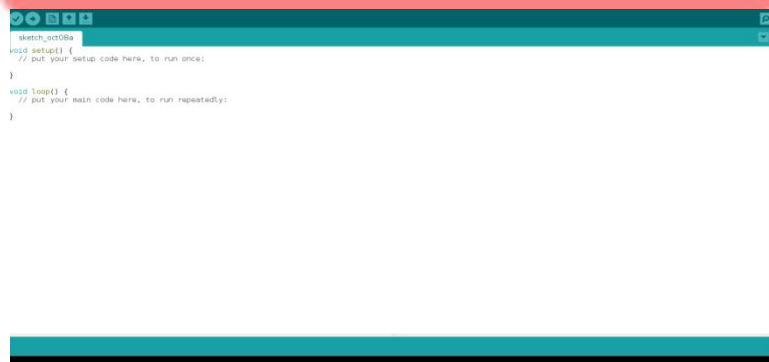 sketch_oct08a
void setup() {
// put your setup code here, to run once:
}
void loop() {
// put your main code here, to run repeatedly:
}